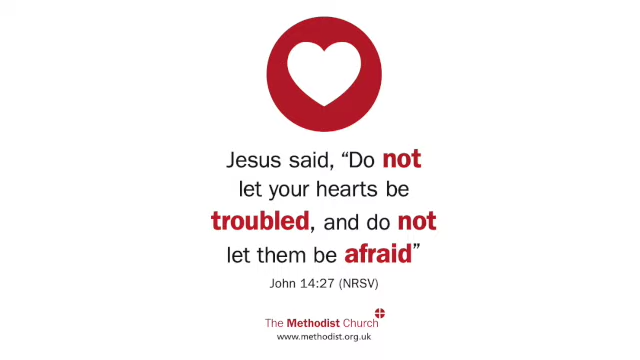 Jesus said, “Do not
let your hearts be
troubled, and do not
let them be afraid”
John 14:27 (NRSV)
The Methodist Church
www.methodist.org.uk